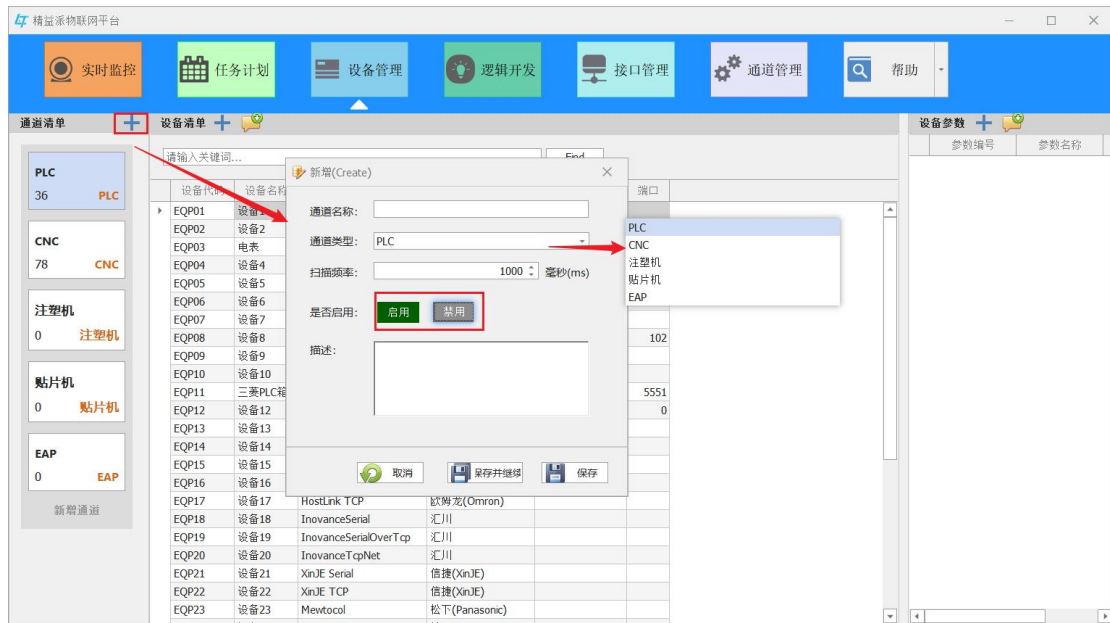 精益派物联网平台
实时监控
任务计划
设备管理
逻辑开发
接口管理
通道管理
帮助
通道清单
设备清单
设备参数
PLC
36 PLC
CNC
78 CNC
注塑机
0 注塑机
贴片机
0 贴片机
EAP
0 EAP
新增通道
请输入关键词...
Find
设备代码 设备名称 端口
EQP01 设备1
EQP02 设备2
EQP03 电表
EQP04 设备4
EQP05 设备5
EQP06 设备6
EQP07 设备7
EQP08 设备8 102
EQP09 设备9
EQP10 设备10
EQP11 三菱PLC箱 5551
EQP12 设备12 0
EQP13 设备13
EQP14 设备14
EQP15 设备15
EQP16 设备16
EQP17 设备17 HostLink TCP 欧姆龙(Omron)
EQP18 设备18 InovanceSerial 汇川
EQP19 设备19 InovanceSerialOverTcp 汇川
EQP20 设备20 InovanceTcpNet 汇川
EQP21 设备21 XinJE Serial 信捷(XinJE)
EQP22 设备22 XinJE TCP 信捷(XinJE)
EQP23 设备23 Mewtocol 松下(Panasonic)
新增(Create)
通道名称:
通道类型: PLC
扫描频率: 1000 毫秒(ms)
是否启用: 启用 禁用
描述:
取消
保存并继续
保存
PLC
CNC
注塑机
贴片机
EAP
参数编号 参数名称